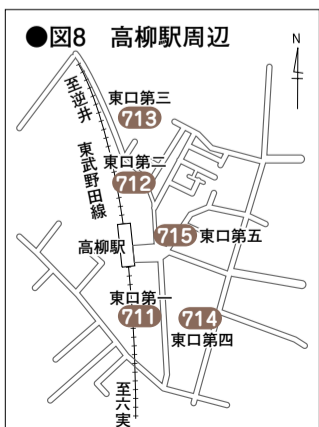 ●図8 高柳駅周辺
N
至逆井
東武野田線
東口第三
713
東口第二
712
715 東口第五
高柳駅
東口第一
711
714
東口第四
至六実